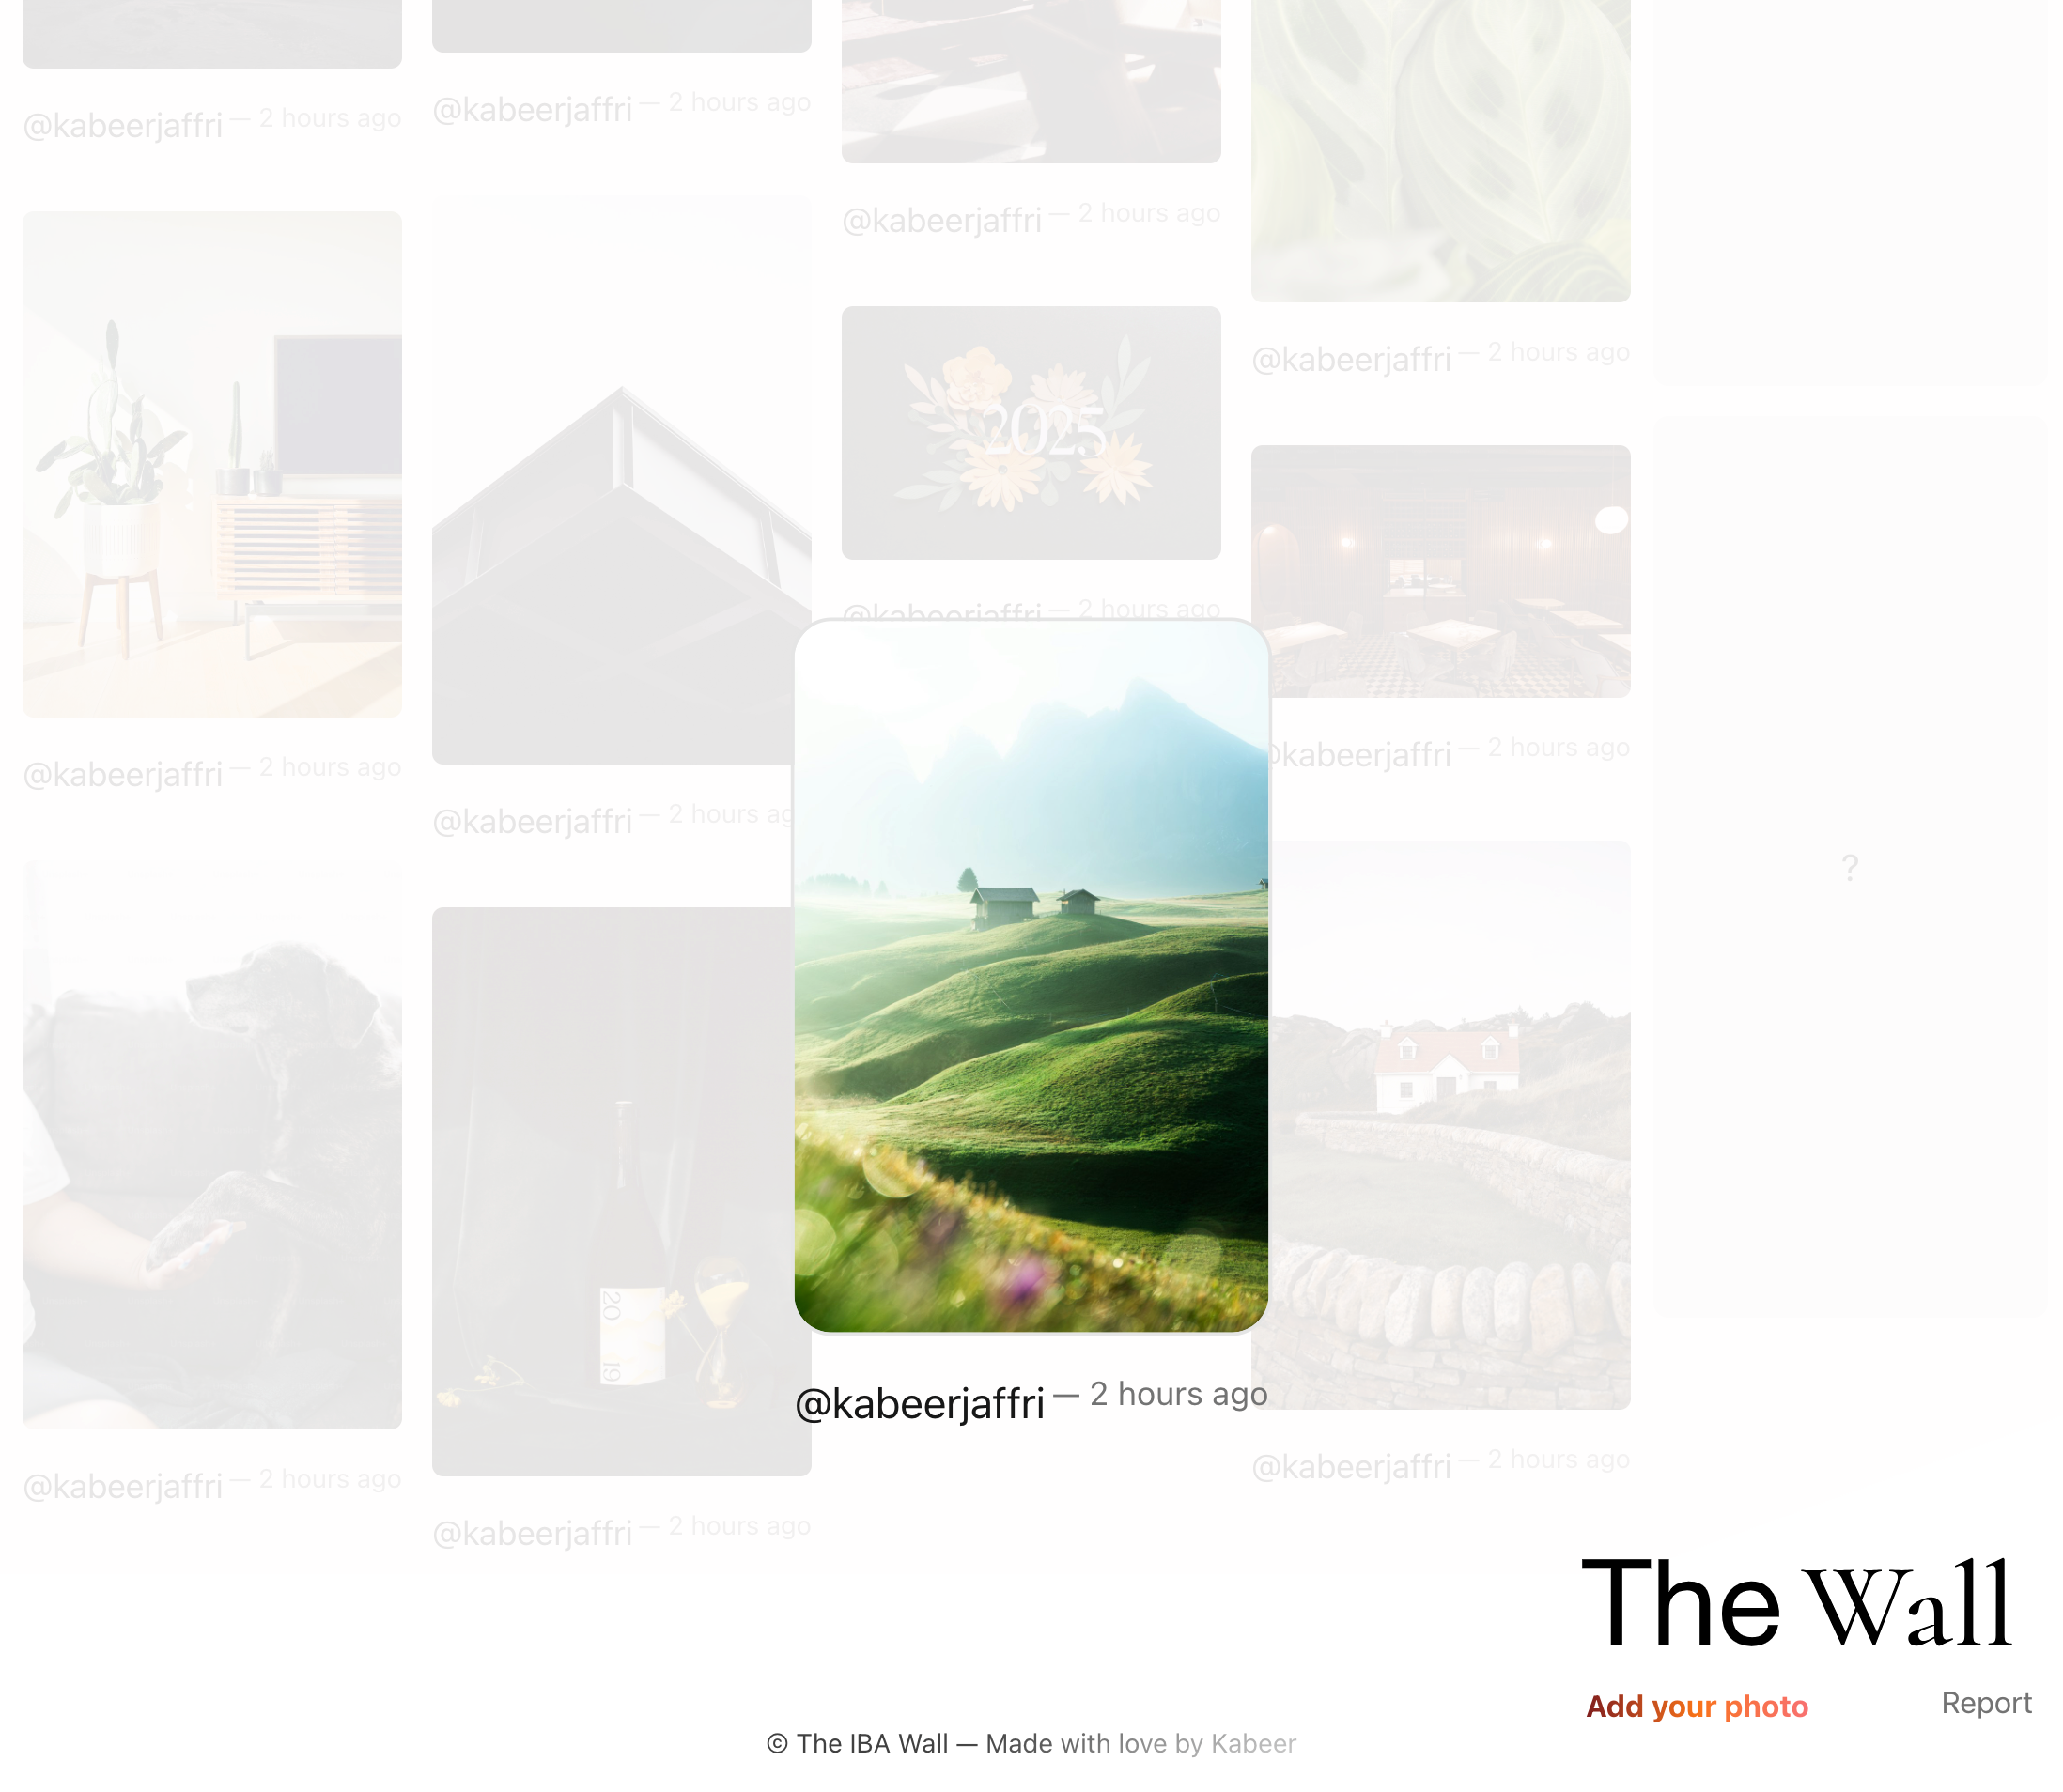 @kabeerjaffri — 2 hours ago
@kabeerjaffri — 2 hours ago
@kabeerjaffri — 2 hours ago
@kabeerjaffri — 2 hours ago
2025
@kabeerjaffri — 2 hours ago
@kabeerjaffri — 2 hours ago
@kabeerjaffri — 2 hours ago
@kabeerjaffri — 2 hours ag
?
20
19
@kabeerjaffri — 2 hours ago
@kabeerjaffri — 2 hours ago
@kabeerjaffri — 2 hours ago
@kabeerjaffri — 2 hours ago
The Wall
Add your photo
Report
© The IBA Wall — Made with love by Kabeer